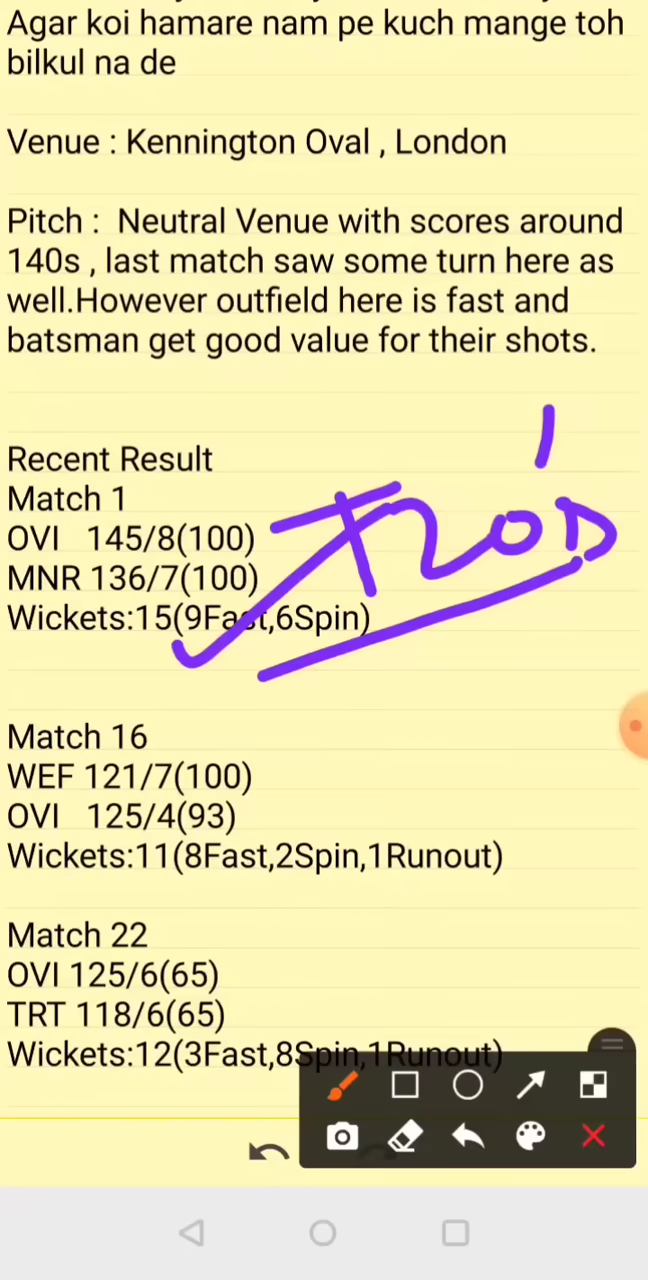 Agar koi hamare nam pe kuch mange toh
bilkul na de
Venue : Kennington Oval , London
Pitch :  Neutral Venue with scores around
140s , last match saw some turn here as
well.However outfield here is fast and
batsman get good value for their shots.
Recent Result
Match 1
OVI   145/8(100)
MNR 136/7(100)
Wickets:15(9Fast,6Spin)
Match 16
WEF 121/7(100)
OVI   125/4(93)
Wickets:11(8Fast,2Spin,1Runout)
Match 22
OVI 125/6(65)
TRT 118/6(65)
Wickets:12(3Fast,8Spin,1Runout)